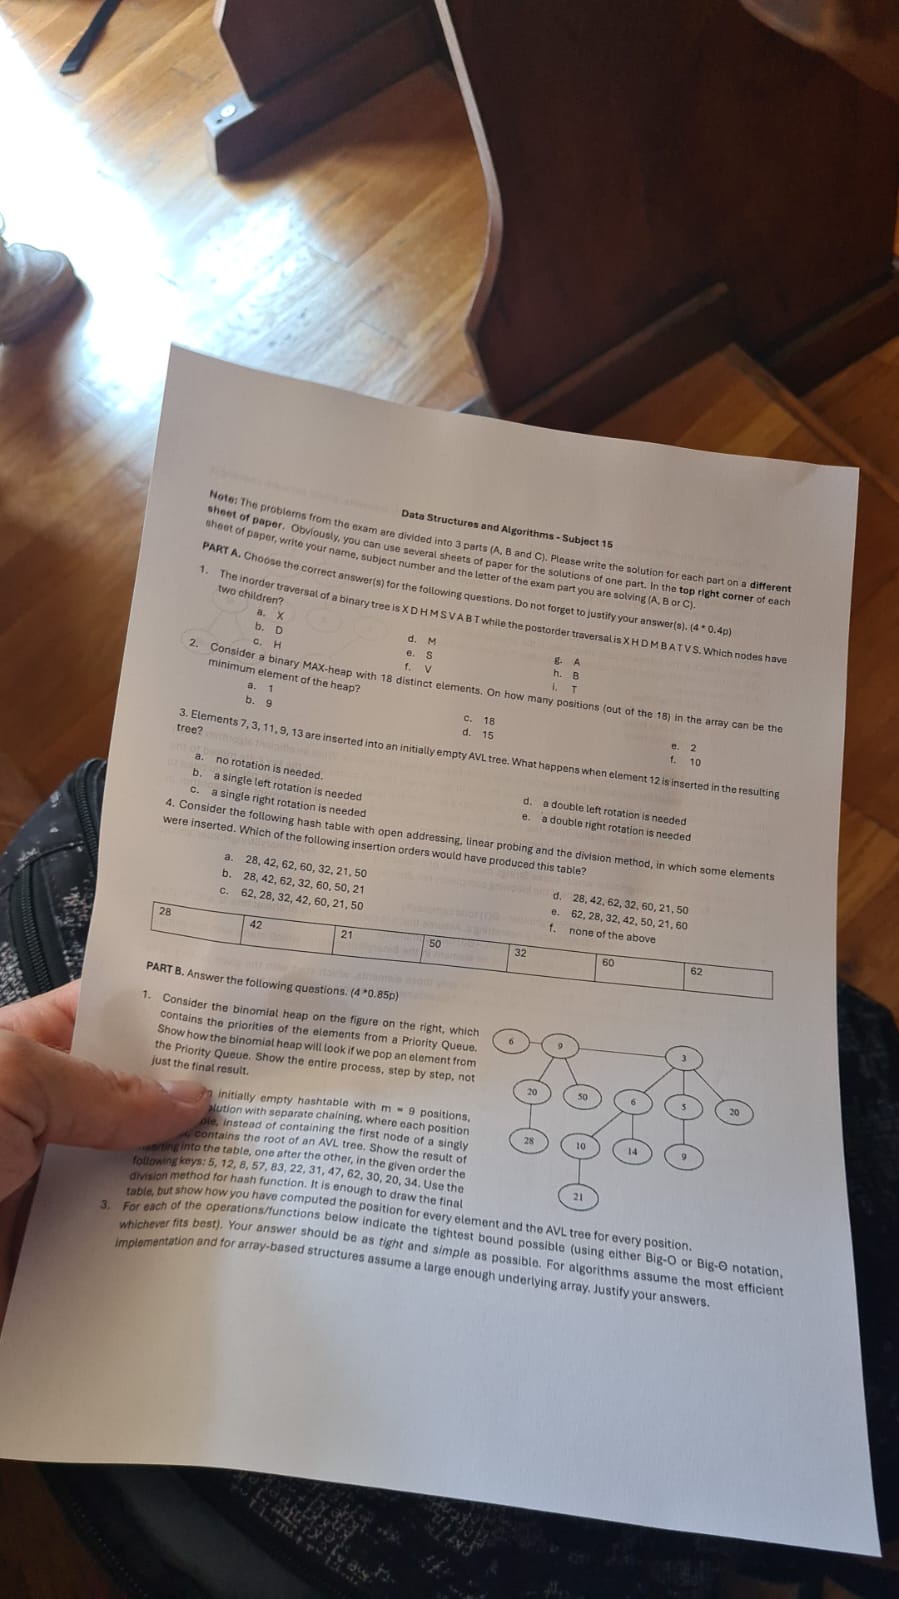 Data Structures and Algorithms - Subject 15
Note: The problems from the exam are divided into 3 parts (A, B and C). Please write the solution for each part on a different
sheet of paper. Obviously, you can use several sheets of paper for the solutions of one part. In the top right corner of each
sheet of paper, write your name, subject number and the letter of the exam part you are solving (A, B or C).
PART A. Choose the correct answer(s) for the following questions. Do not forget to justify your answer(s). (4 * 0.4p)
1. The inorder traversal of a binary tree is X D H M S V A B T while the postorder traversal is X H D M B A T V S. Which nodes have
two children?
a. X
b. D
c. H
d. M
e. S
f. V
g. A
h. B
i. T
2. Consider a binary MAX-heap with 18 distinct elements. On how many positions (out of the 18) in the array can be the
minimum element of the heap?
a. 1
b. 9
c. 18
d. 15
e. 2
f. 10
3. Elements 7, 3, 11, 9, 13 are inserted into an initially empty AVL tree. What happens when element 12 is inserted in the resulting
tree?
a. no rotation is needed.
b. a single left rotation is needed
c. a single right rotation is needed
d. a double left rotation is needed
e. a double right rotation is needed
4. Consider the following hash table with open addressing, linear probing and the division method, in which some elements
were inserted. Which of the following insertion orders would have produced this table?
a. 28, 42, 62, 60, 32, 21, 50
b. 28, 42, 62, 32, 60, 50, 21
c. 62, 28, 32, 42, 60, 21, 50
d. 28, 42, 62, 32, 60, 21, 50
e. 62, 28, 32, 42, 50, 21, 60
f. none of the above
28 42 21 50 32 60 62
PART B. Answer the following questions. (4 *0.85p)
1. Consider the binomial heap on the figure on the right, which
contains the priorities of the elements from a Priority Queue.
Show how the binomial heap will look if we pop an element from
the Priority Queue. Show the entire process, step by step, not
just the final result.
6 9 3
20 50 6 5 20
28 10 14 9
21
initially empty hashtable with m = 9 positions,
with separate chaining, where each position
instead of containing the first node of a singly
contains the root of an AVL tree. Show the result of
into the table, one after the other, in the given order the
following keys: 5, 12, 8, 57, 83, 22, 31, 47, 62, 30, 20, 34. Use the
division method for hash function. It is enough to draw the final
table, but show how you have computed the position for every element and the AVL tree for every position.
3. For each of the operations/functions below indicate the tightest bound possible (using either Big-O or Big-Θ notation,
whichever fits best). Your answer should be as tight and simple as possible. For algorithms assume the most efficient
implementation and for array-based structures assume a large enough underlying array. Justify your answers.